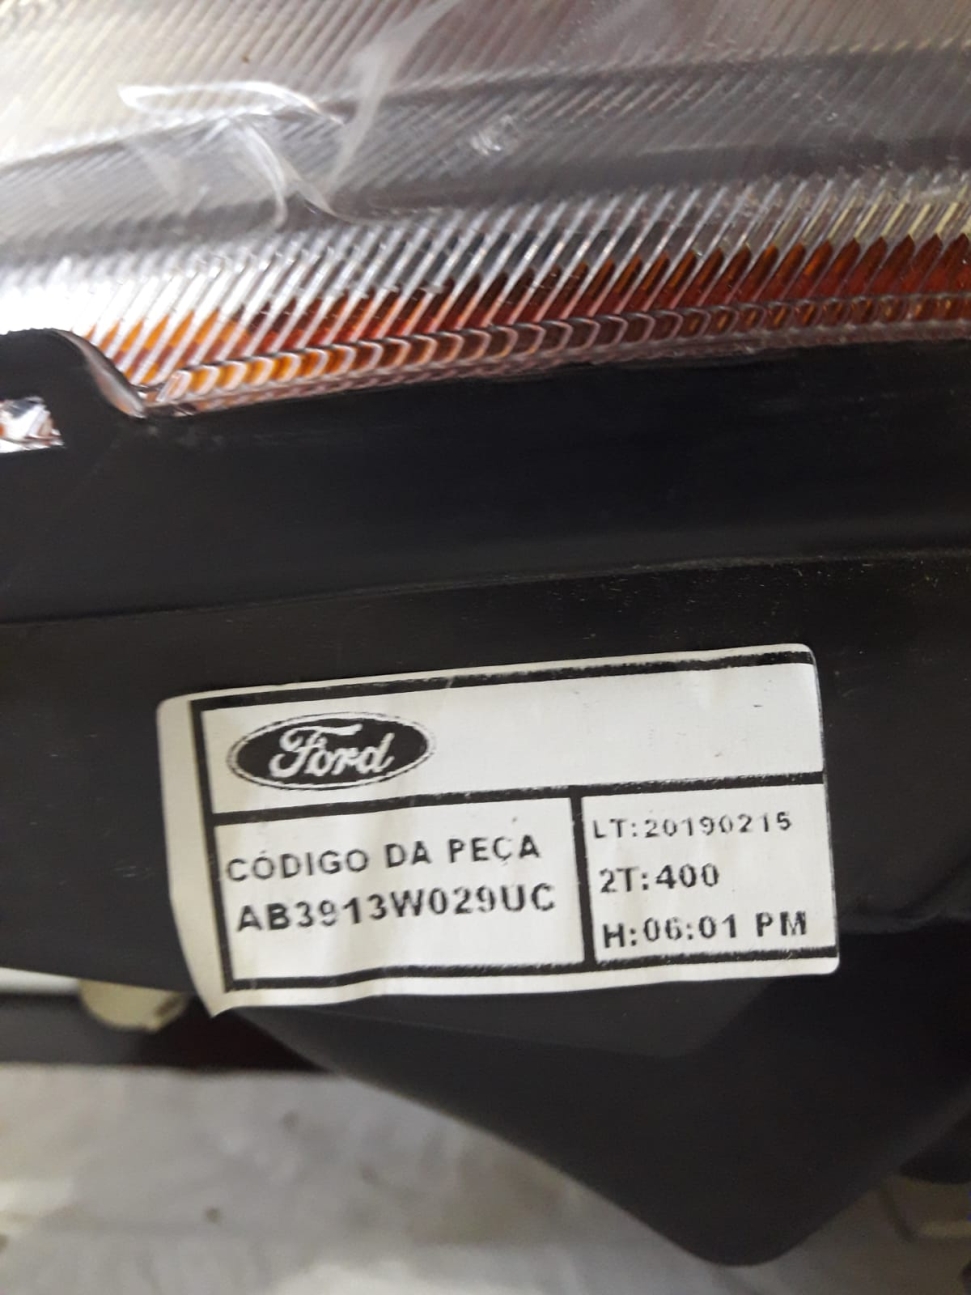 Ford
CÓDIGO DA PEÇA
AB3913W029UC
LT:20190215
2T:400
H:06:01 PM